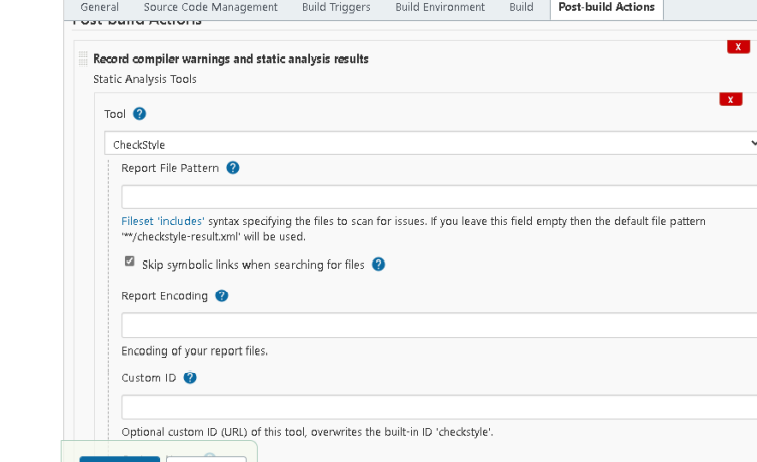 General Source Code Management Build Triggers Build Environment Build Post-build Actions
Post-build Actions
X
Record compiler warnings and static analysis results
Static Analysis Tools
X
Tool ?
CheckStyle
Report File Pattern ?
Fileset 'includes' syntax specifying the files to scan for issues. If you leave this field empty then the default file pattern
'**/checkstyle-result.xml' will be used.
Skip symbolic links when searching for files ?
Report Encoding ?
Encoding of your report files.
Custom ID ?
Optional custom ID (URL) of this tool, overwrites the built-in ID 'checkstyle'.